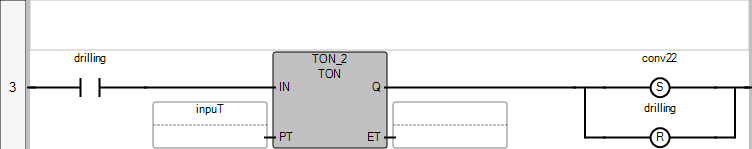 drilling
TON_2
TON
conv22
3
IN
Q
S
inpuT
drilling
PT
ET
R